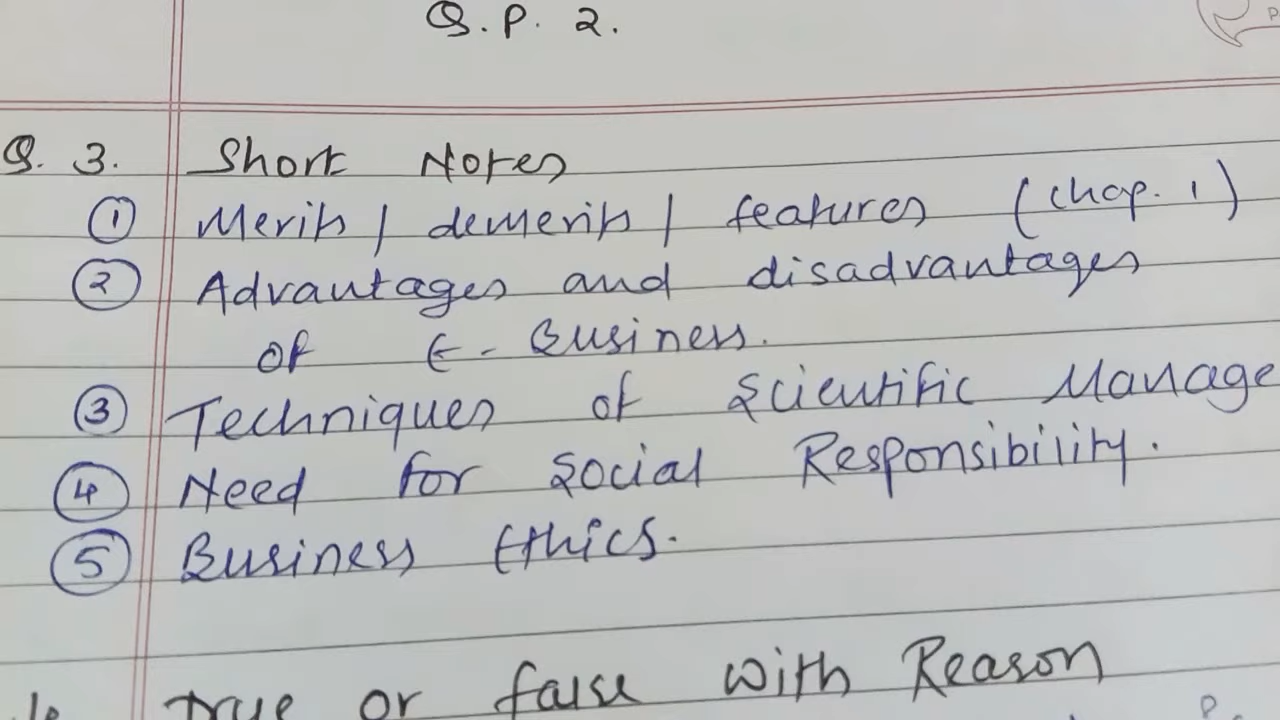 Q.P. 2.
Q. 3. Short Notes
① Merits / demerits / features (chap. 1)
② Advantages and disadvantages
of E-Business.
③ Techniques of Scientific Manage
④ Need for Social Responsibility.
⑤ Business Ethics.
True or false with Reason